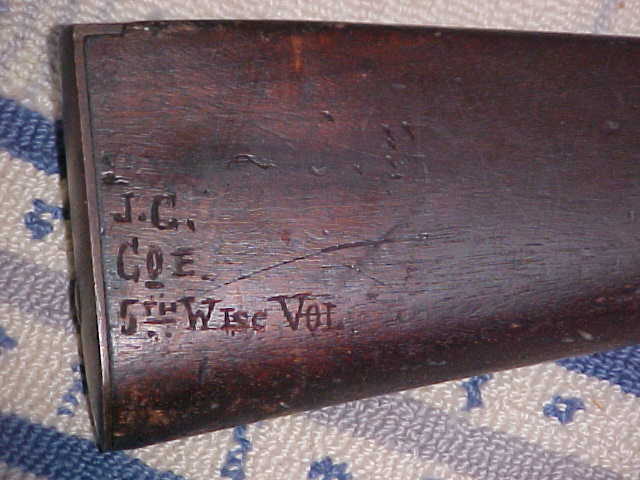 J.C.
Co E.
5TH Wisc Vol